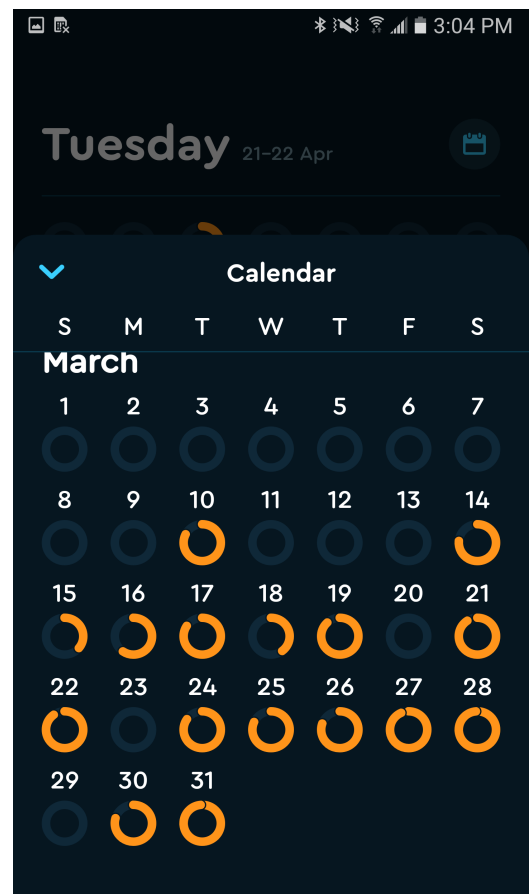 3:04 PM
Tuesday 21-22 Apr
Calendar
S M T W T F S
March
1 2 3 4 5 6 7
8 9 10 11 12 13 14
15 16 17 18 19 20 21
22 23 24 25 26 27 28
29 30 31